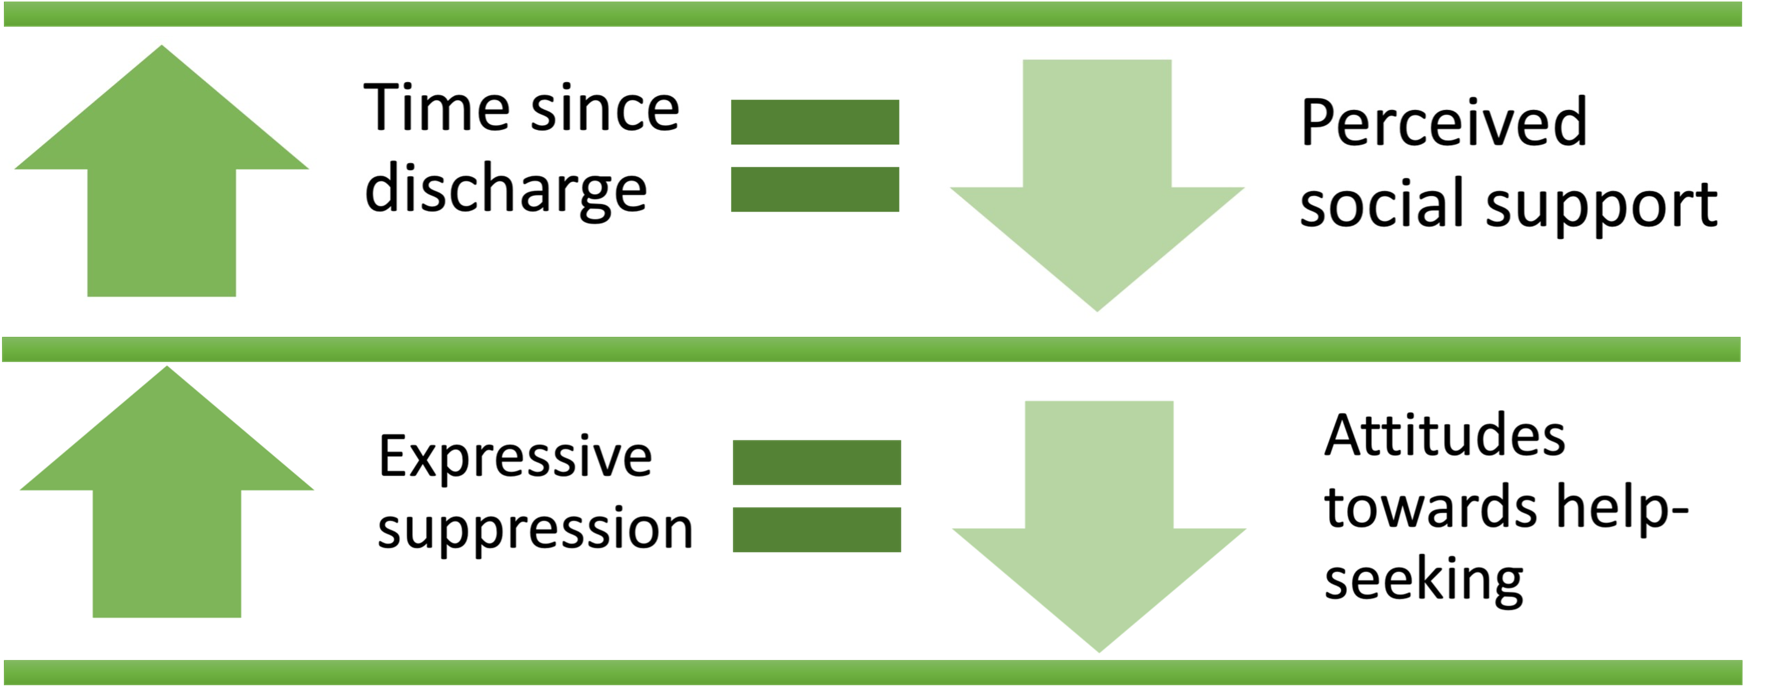 Time since
discharge
Perceived
social support
Expressive
suppression
Attitudes
towards help-
seeking